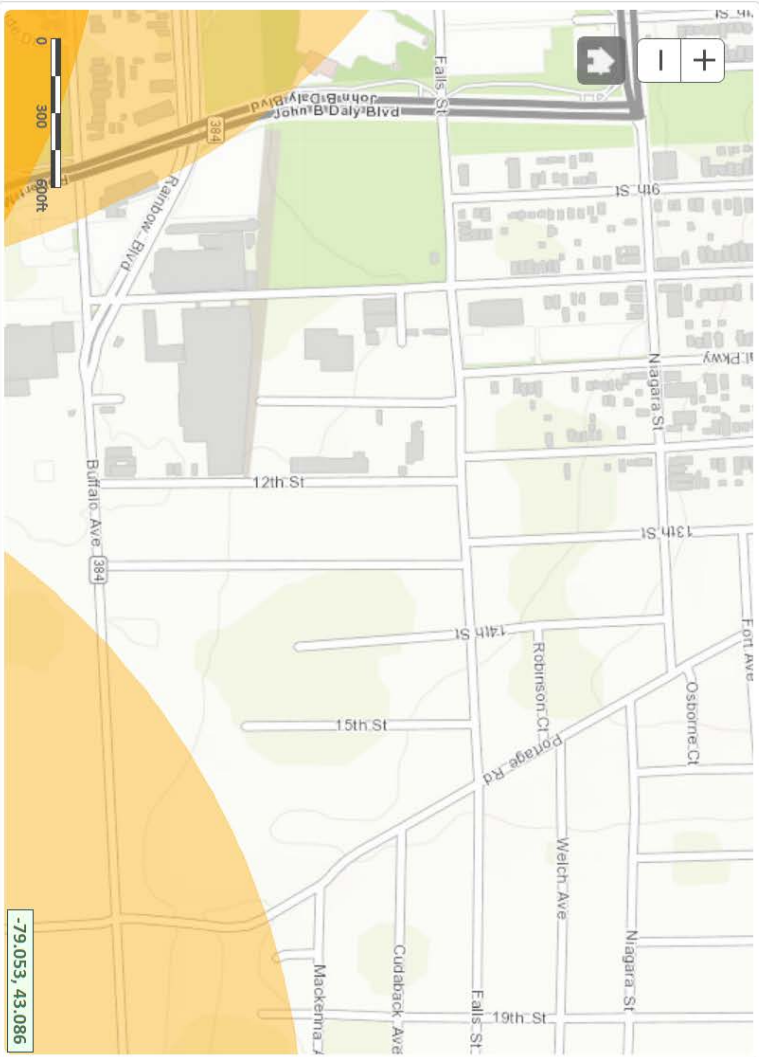 +
−
0
300
600ft
Falls St
John B Daly Blvd
John B Daly Blvd
384
9th St
Rainbow Blvd
Niagara St
al Pkwy
12th St
Buffalo Ave
384
13th St
14th St
Robinson Ct
Fort Ave
Osborne Ct
15th St
Portage Rd
Welch Ave
Niagara St
Cudaback Ave
Mackenna A
Falls St
19th St
-79.053, 43.086